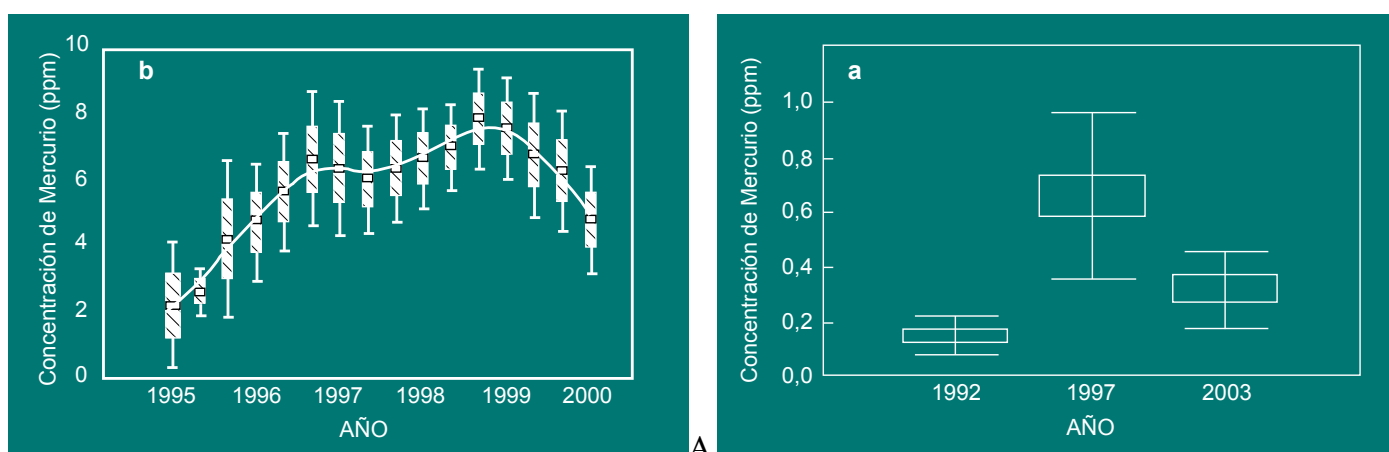 b
Concentración de Mercurio (ppm)
10
8
6
4
2
0
1995 1996 1997 1998 1999 2000
AÑO
A
a
Concentración de Mercurio (ppm)
1,0
0,8
0,6
0,4
0,2
0,0
1992 1997 2003
AÑO